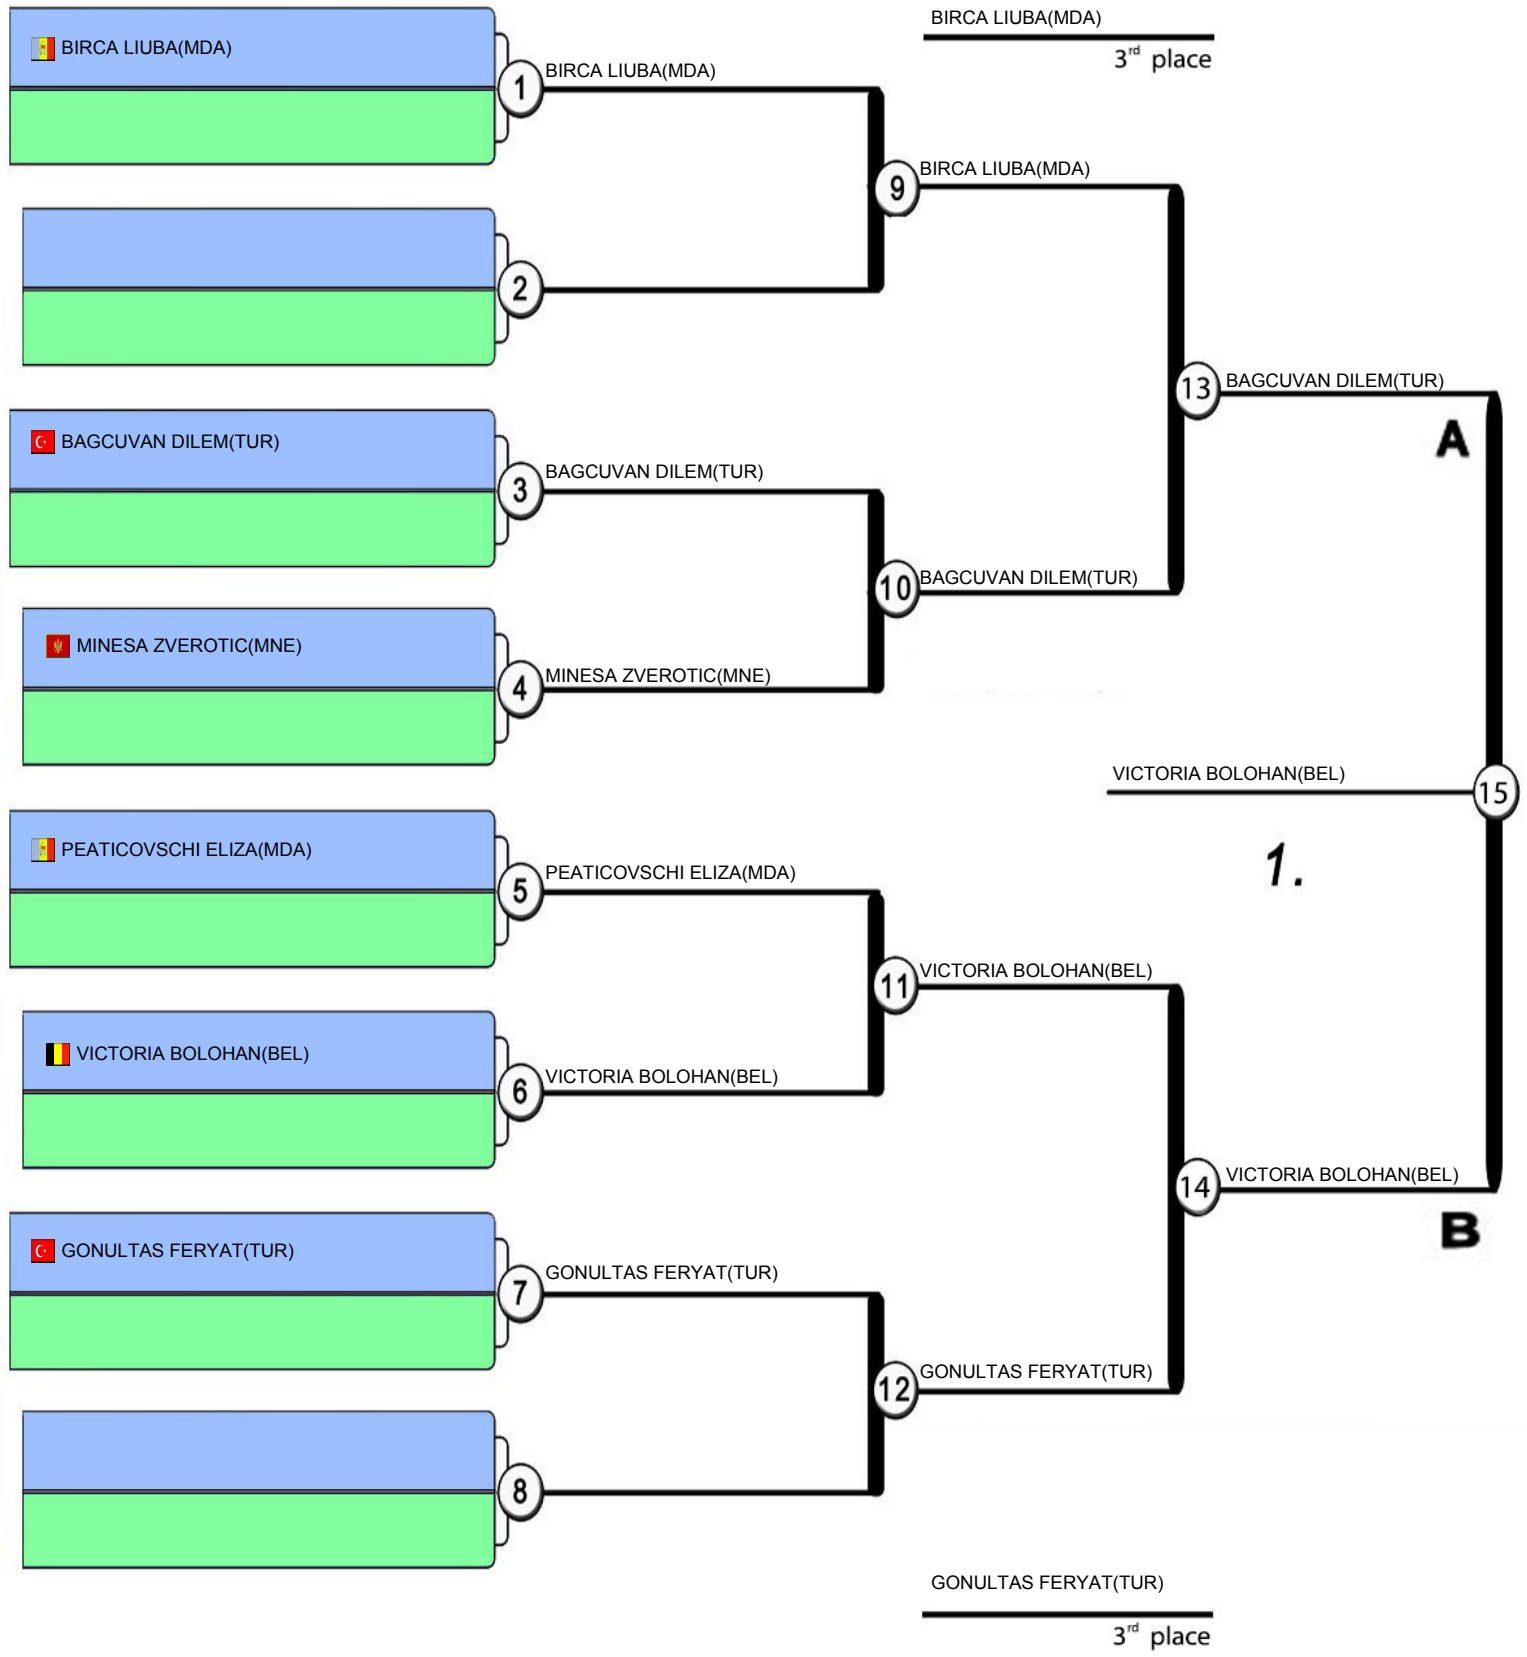 BIRCA LIUBA(MDA)
3rd place
BIRCA LIUBA(MDA)
1
BIRCA LIUBA(MDA)
9
BIRCA LIUBA(MDA)
2
13
BAGCUVAN DILEM(TUR)
A
BAGCUVAN DILEM(TUR)
3
BAGCUVAN DILEM(TUR)
10
BAGCUVAN DILEM(TUR)
MINESA ZVEROTIC(MNE)
4
MINESA ZVEROTIC(MNE)
VICTORIA BOLOHAN(BEL)
15
1.
PEATICOVSCHI ELIZA(MDA)
5
PEATICOVSCHI ELIZA(MDA)
11
VICTORIA BOLOHAN(BEL)
VICTORIA BOLOHAN(BEL)
6
VICTORIA BOLOHAN(BEL)
14
VICTORIA BOLOHAN(BEL)
B
GONULTAS FERYAT(TUR)
7
GONULTAS FERYAT(TUR)
12
GONULTAS FERYAT(TUR)
8
GONULTAS FERYAT(TUR)
3rd place